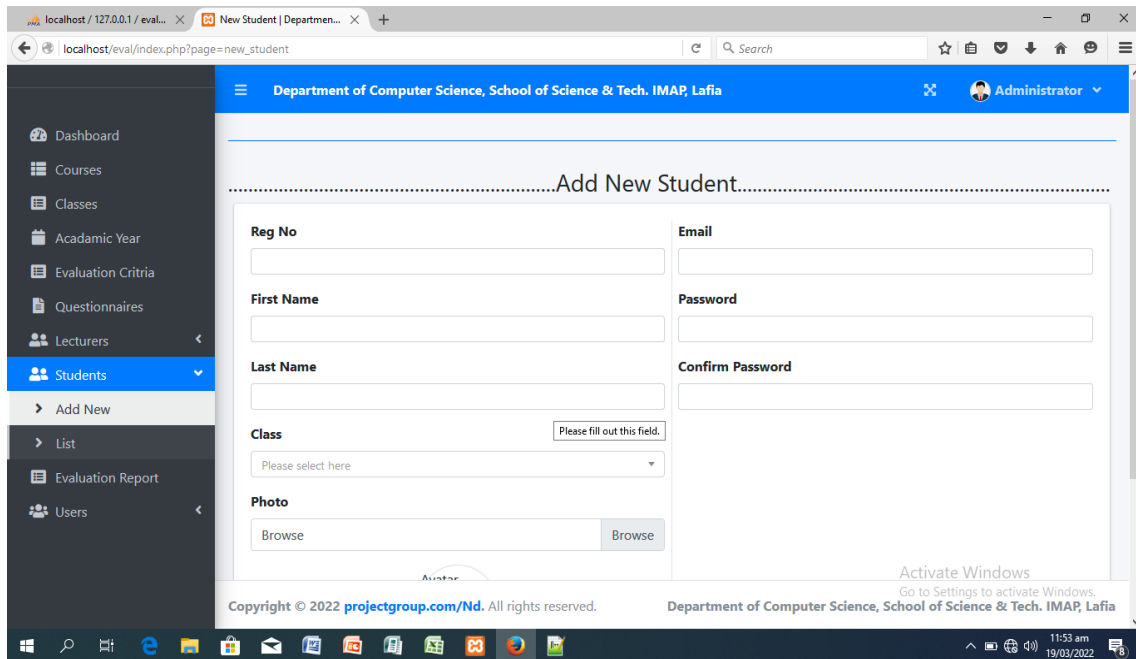 localhost / 127.0.0.1 / eval...
New Student | Departmen...
localhost/eval/index.php?page=new_student
Search
Department of Computer Science, School of Science & Tech. IMAP, Lafia
Administrator
Dashboard
Courses
Classes
Acadamic Year
Evaluation Critria
Questionnaires
Lecturers
Students
Add New
List
Evaluation Report
Users
.................................................................Add New Student..........................................................................
Reg No
Email
First Name
Password
Last Name
Confirm Password
Class
Please fill out this field.
Please select here
Photo
Browse
Browse
Avatar
Activate Windows
Go to Settings to activate Windows.
Copyright © 2022 projectgroup.com/Nd. All rights reserved.
Department of Computer Science, School of Science & Tech. IMAP, Lafia
11:53 am
19/03/2022
8